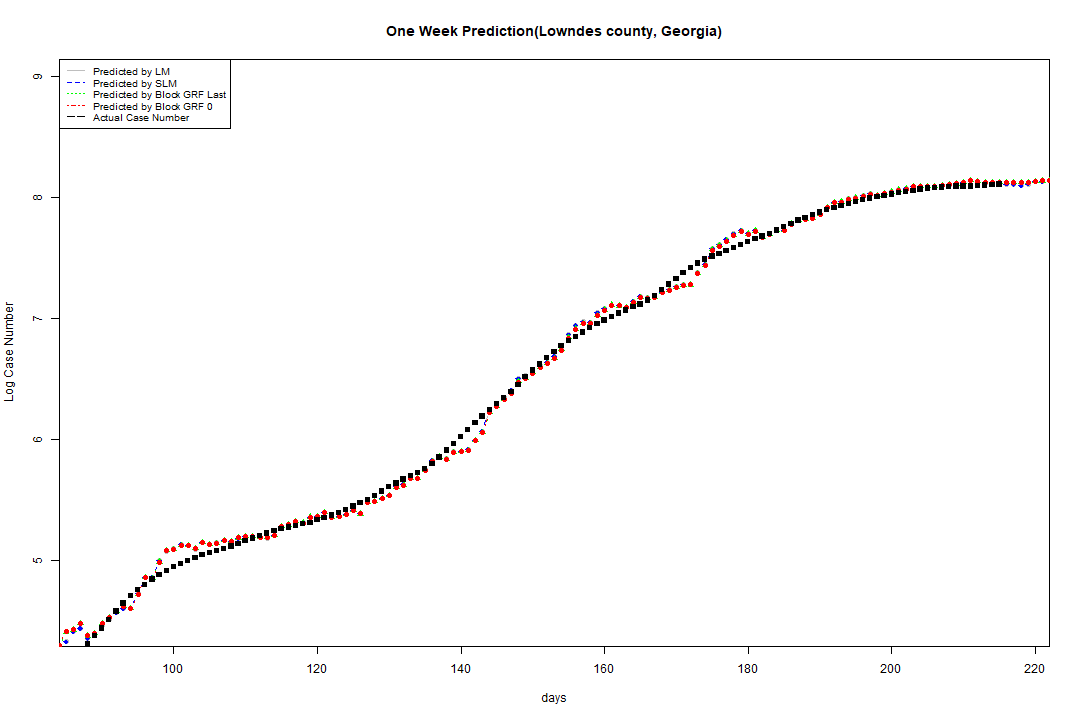 One Week Prediction(Lowndes county, Georgia)
Predicted by LM
Predicted by SLM
Predicted by Block GRF Last
Predicted by Block GRF 0
Actual Case Number
9
8
7
6
5
Log Case Number
100 120 140 160 180 200 220
days